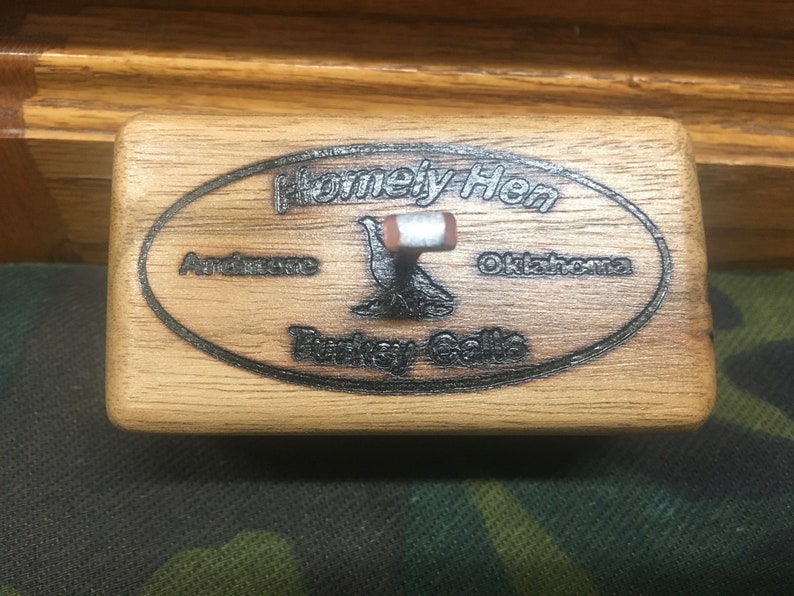 Homely Hen
Ardmore Oklahoma
Turkey Calls